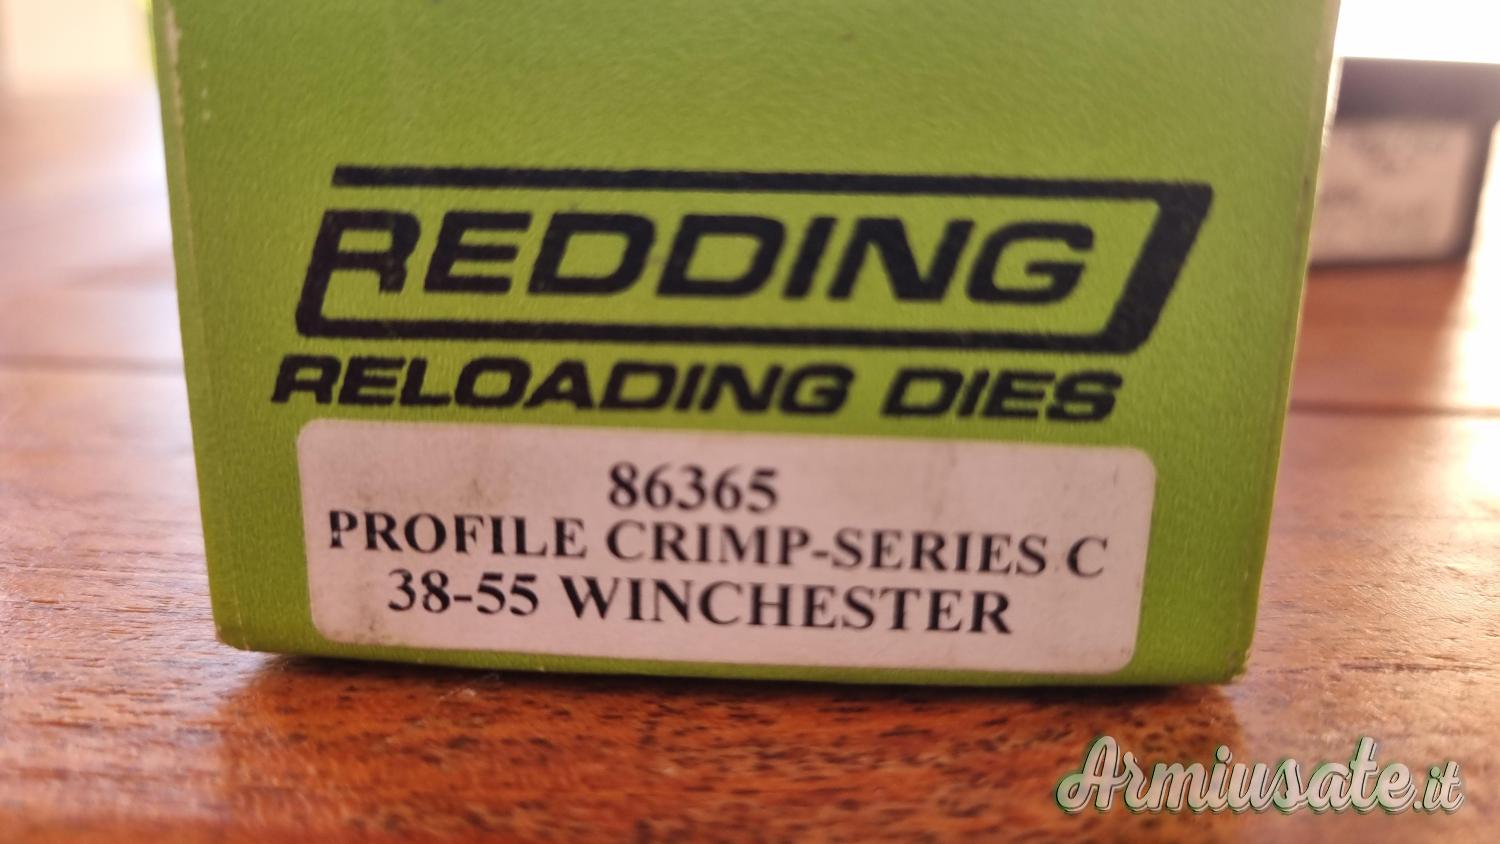 REDDING
RELOADING DIES
86365
PROFILE CRIMP-SERIES C
38-55 WINCHESTER
Armiusate.it